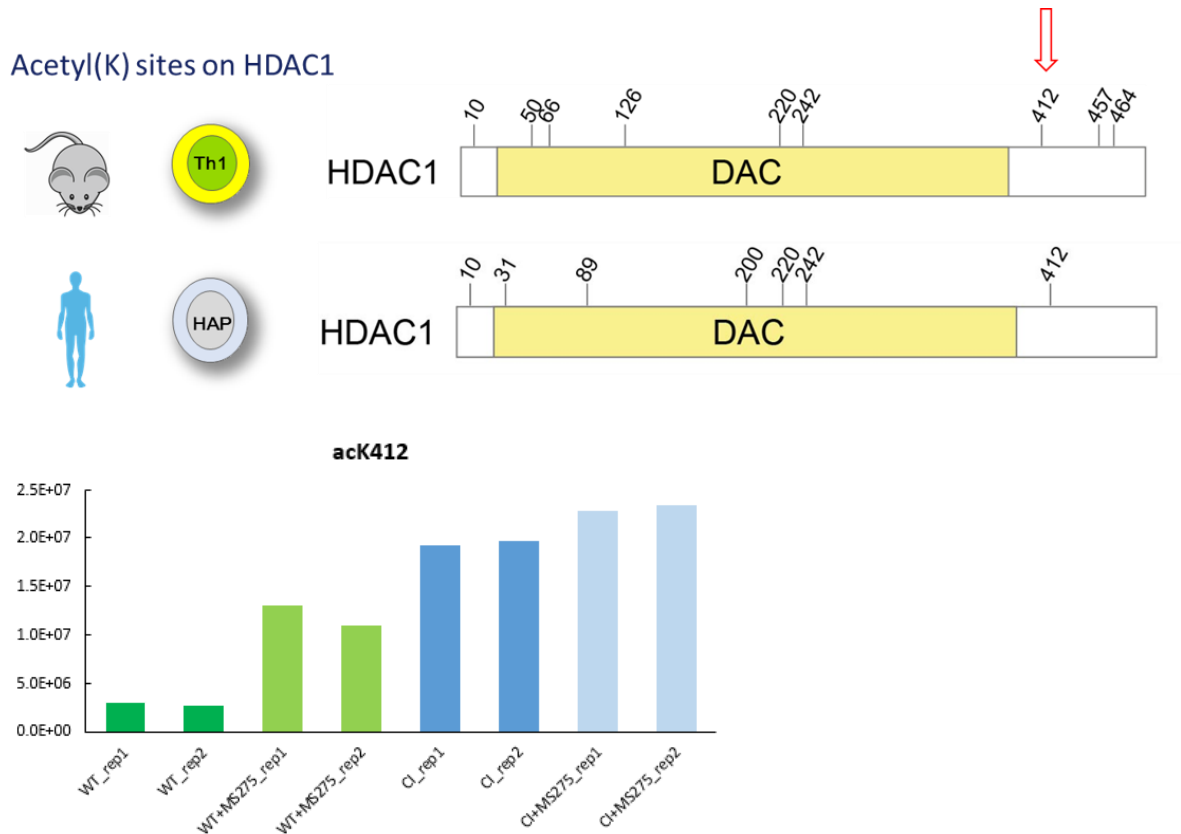 Acetyl(K) sites on HDAC1
10 50 66 126 220 242 412 457 464
Th1
HDAC1 DAC
10 31 89 200 220 242 412
HAP
HDAC1 DAC
acK412
2.5E+07
2.0E+07
1.5E+07
1.0E+07
5.0E+06
0.0E+00
WT_rep1
WT_rep2
WT+MS275_rep1
WT+MS275_rep2
CI_rep1
CI_rep2
CI+MS275_rep1
CI+MS275_rep2